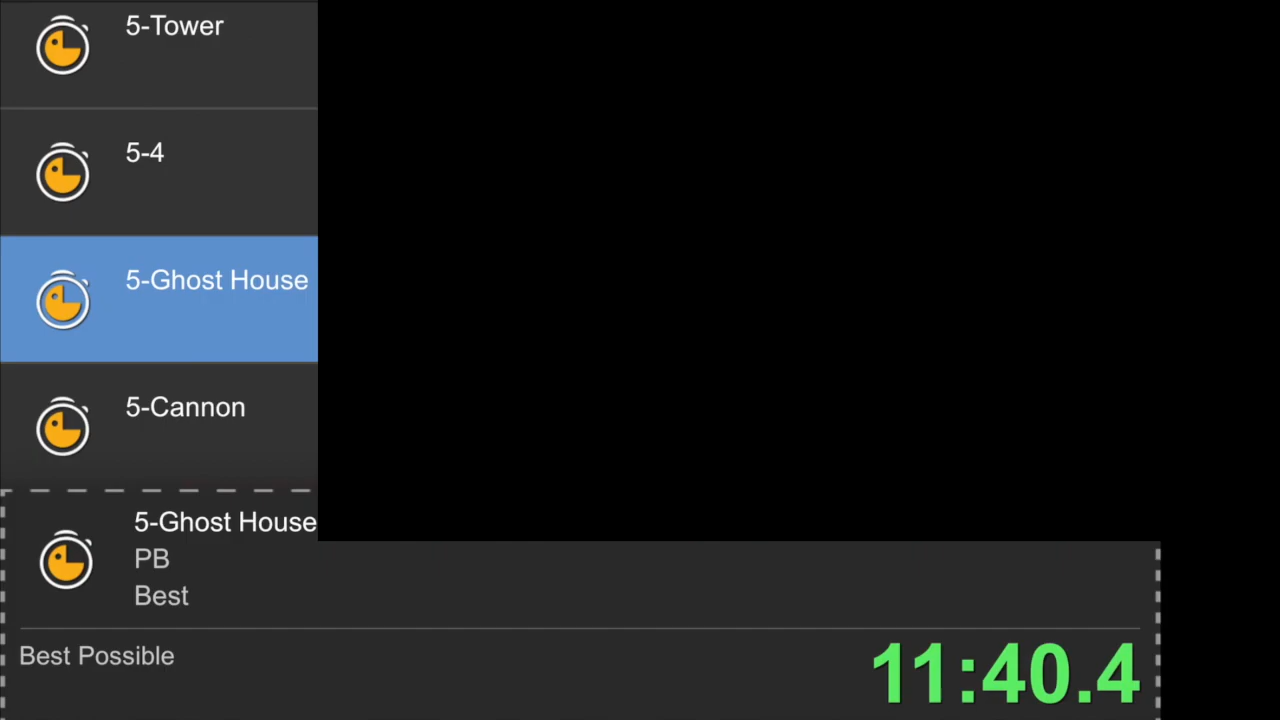 5-Tower
5-4
5-Ghost House
5-Cannon
5-Ghost House
PB
Best
Best Possible
11:40.4